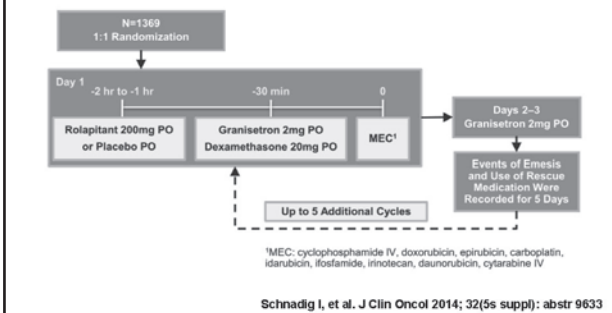 N=1369
1:1 Randomization
Day 1
-2 hr to -1 hr
-30 min
0
Rolapitant 200mg PO
or Placebo PO
Granisetron 2mg PO
Dexamethasone 20mg PO
MEC¹
Days 2–3
Granisetron 2mg PO
Events of Emesis
and Use of Rescue
Medication Were
Recorded for 5 Days
Up to 5 Additional Cycles
¹MEC: cyclophosphamide IV, doxorubicin, epirubicin, carboplatin,
idarubicin, ifosfamide, irinotecan, daunorubicin, cytarabine IV
Schnadig I, et al. J Clin Oncol 2014; 32(5s suppl): abstr 9633